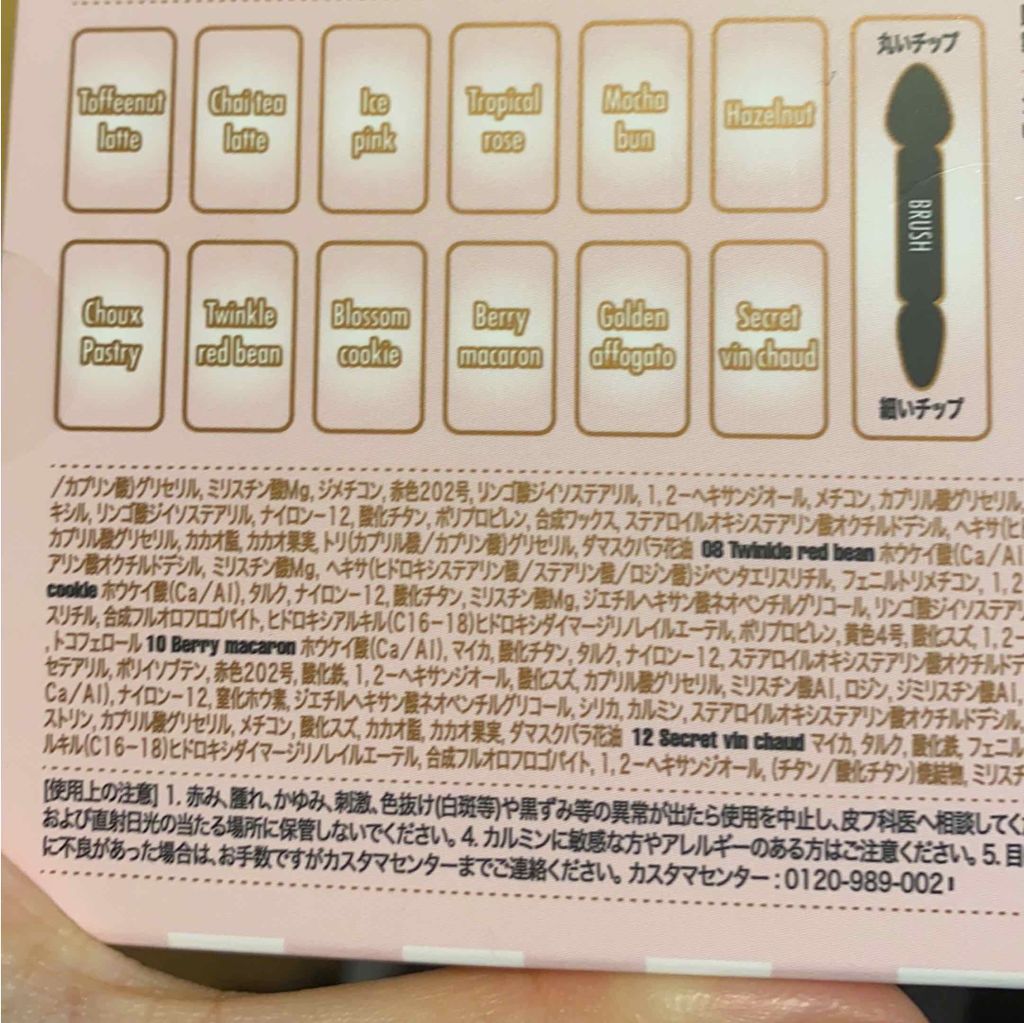 Toffeenut
latte
Chai tea
latte
Ice
pink
Tropical
rose
Mocha
bun
Hazelnut
丸いチップ
BRUSH
細いチップ
Choux
Pastry
Twinkle
red bean
Blossom
cookie
Berry
macaron
Golden
affogato
Secret
vin chaud
/カプリン酸)グリセリル, ミリスチン酸Mg, ジメチコン, 赤色202号, リンゴ酸ジイソステアリル, 1, 2-ヘキサンジオール, メチコン, カプリル酸グリセリル,
キシル, リンゴ酸ジイソステアリル, ナイロン-12, 酸化チタン, ポリプロピレン, 合成ワックス, ステアロイルオキシステアリン酸オクチルドデシル, ヘキサ(ヒ
カプリル酸グリセリル, カカオ脂, カカオ果実, トリ(カプリル酸/カプリン酸)グリセリル, ダマスクバラ花油 08 Twinkle red bean ホウケイ酸(Ca/Al
アリン酸オクチルドデシル, ミリスチン酸Mg, ヘキサ(ヒドロキシステアリン酸/ステアリン酸/ロジン酸)ジペンタエリスリチル, フェニルトリメチコン, 1, 2
cookie ホウケイ酸(Ca/Al), タルク, ナイロン-12, 酸化チタン, ミリスチン酸Mg, ジエチルヘキサン酸ネオペンチルグリコール, リンゴ酸ジイソステア
スリチル, 合成フルオロフロゴパイト, ヒドロキシアルキル(C16-18)ヒドロキシダイマージリノレイルエーテル, ポリプロピレン, 黄色4号, 酸化スズ, 1, 2-
, トコフェロール 10 Berry macaron ホウケイ酸(Ca/Al), マイカ, 酸化チタン, タルク, ナイロン-12, ステアロイルオキシステアリン酸オクチルドデ
セテアリル, ポリイソブテン, 赤色202号, 酸化鉄, 1, 2-ヘキサンジオール, 酸化スズ, カプリル酸グリセリル, ミリスチン酸Al, ロジン, ジミリスチン酸Al,
Ca/Al), ナイロン-12, 窒化ホウ素, ジエチルヘキサン酸ネオペンチルグリコール, シリカ, カルミン, ステアロイルオキシステアリン酸オクチルドデシル,
ストリン, カプリル酸グリセリル, メチコン, 酸化スズ, カカオ脂, カカオ果実, ダマスクバラ花油 12 Secret vin chaud マイカ, タルク, 酸化鉄, フェニル
ルキル(C16-18)ヒドロキシダイマージリノレイルエーテル, 合成フルオロフロゴパイト, 1, 2-ヘキサンジオール, (チタン/酸化チタン)焼結物, ミリスチ
[使用上の注意] 1. 赤み、腫れ、かゆみ、刺激、色抜け(白斑等)や黒ずみ等の異常が出たら使用を中止し、皮フ科医へ相談してく
および直射日光の当たる場所に保管しないでください。4. カルミンに敏感な方やアレルギーのある方はご注意ください。5. 目
に不良があった場合は、お手数ですがカスタマセンターまでご連絡ください。カスタマセンター : 0120-989-002